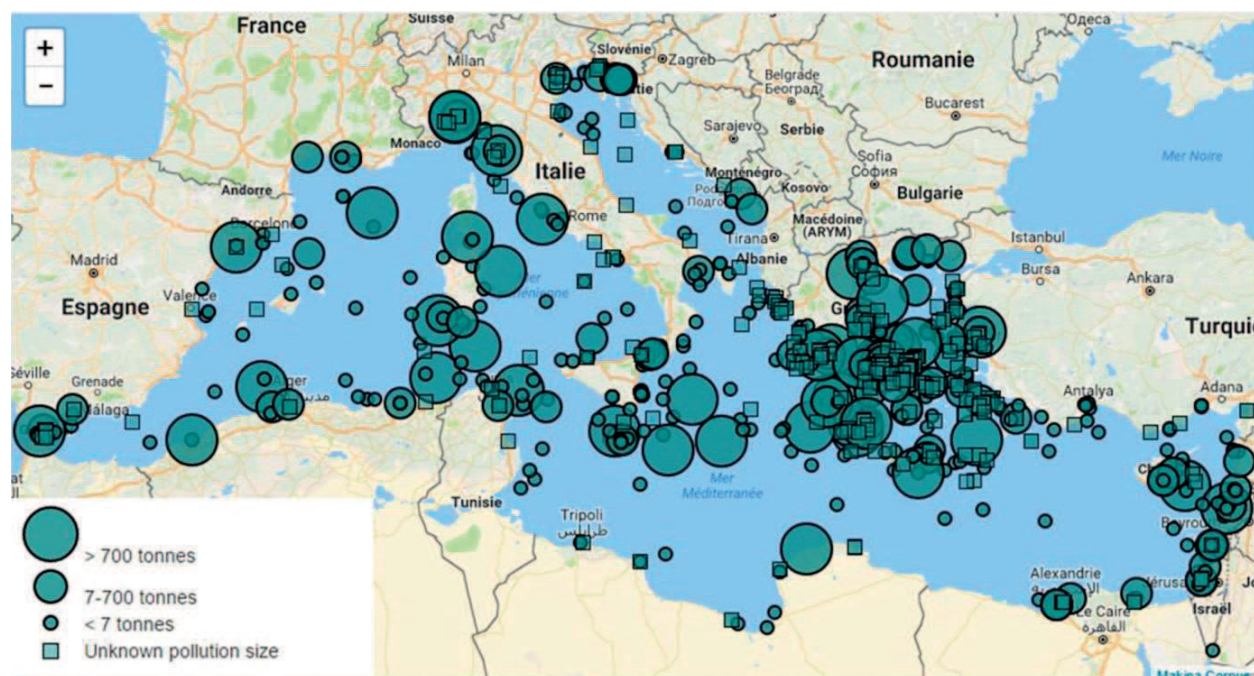 +
−
France
Suisse
Milan
Slovénie
Zagreb
Roumanie
Одеса
Belgrade
Београд
Bucarest
Sarajevo
Serbie
Monaco
Italie
Mer Noire
Monténégro
Kosovo
Sofia
София
Bulgarie
Andorre
Barcelone
Rome
Macédoine
(ARYM)
Tirana
Albanie
Istanbul
Bursa
Madrid
Ankara
Espagne
Valence
Turquie
Séville
Grenade
Málaga
Alger
Antalya
Adana
Mer
Méditerranée
Tunisie
Tripoli
طرابلس
> 700 tonnes
7-700 tonnes
< 7 tonnes
Unknown pollution size
Alexandrie
Le Caire
القاهرة
Israël
Makina Corpus